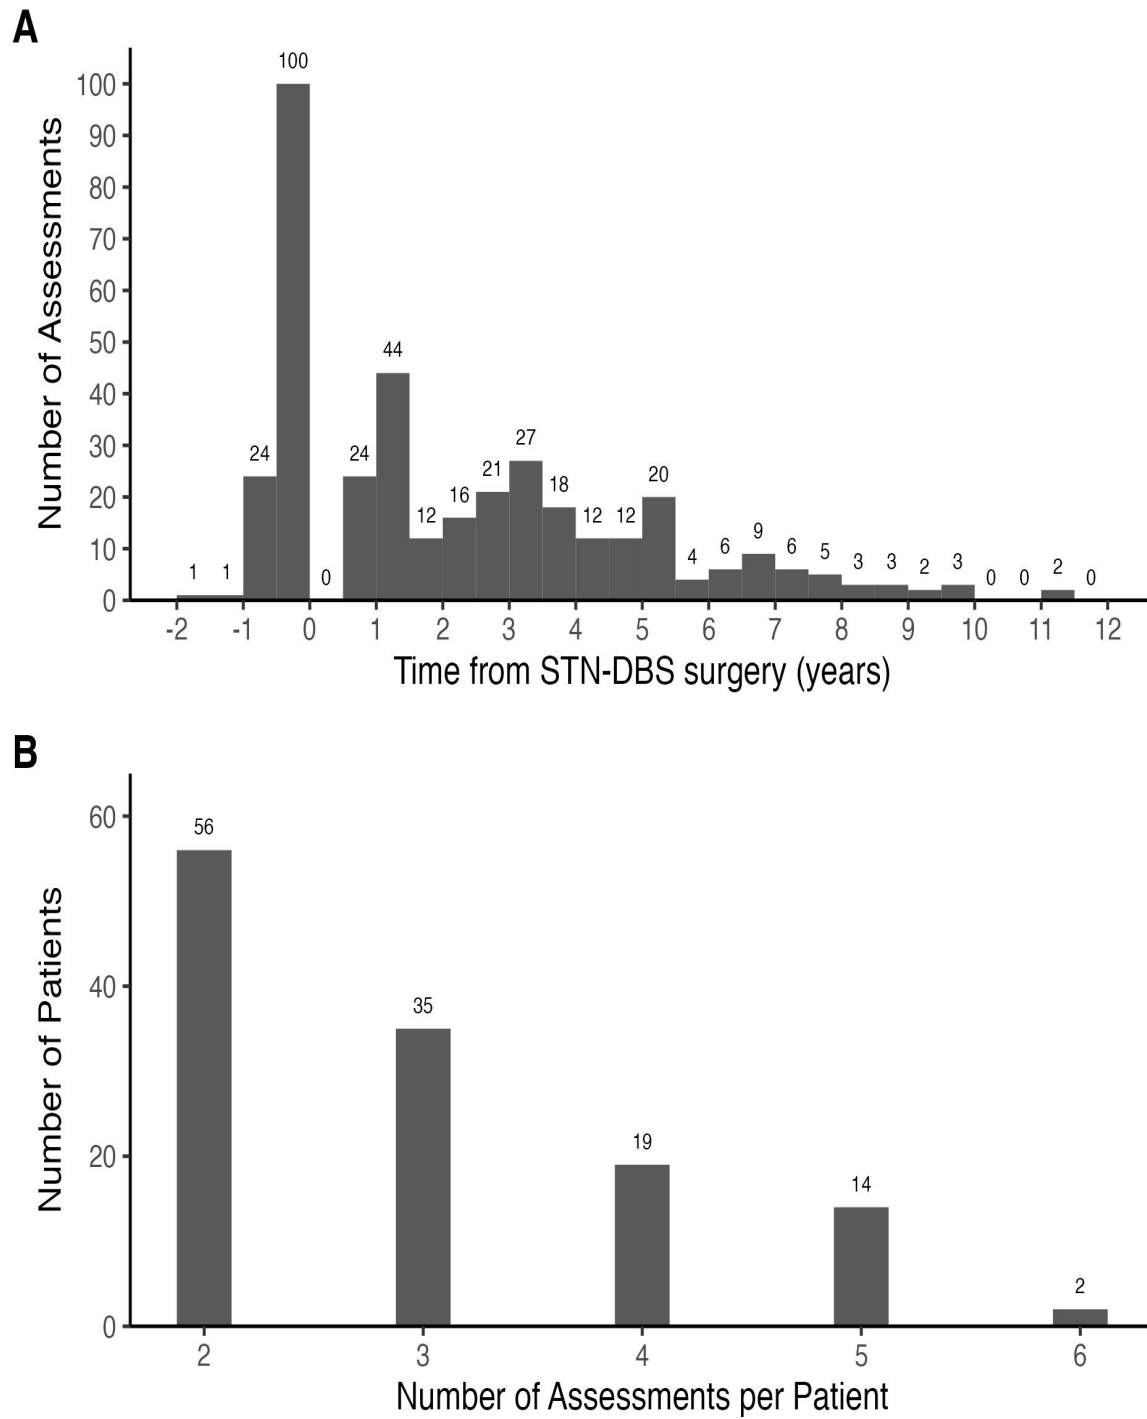 A
Number of Assessments
100
90
80
70
60
50
40
30
20
10
0
1 1 24 100 0 24 44 12 16 21 27 18 12 12 20 4 6 9 6 5 3 3 2 3 0 0 2 0
-2 -1 0 1 2 3 4 5 6 7 8 9 10 11 12
Time from STN-DBS surgery (years)
B
Number of Patients
60
40
20
0
56 35 19 14 2
2 3 4 5 6
Number of Assessments per Patient